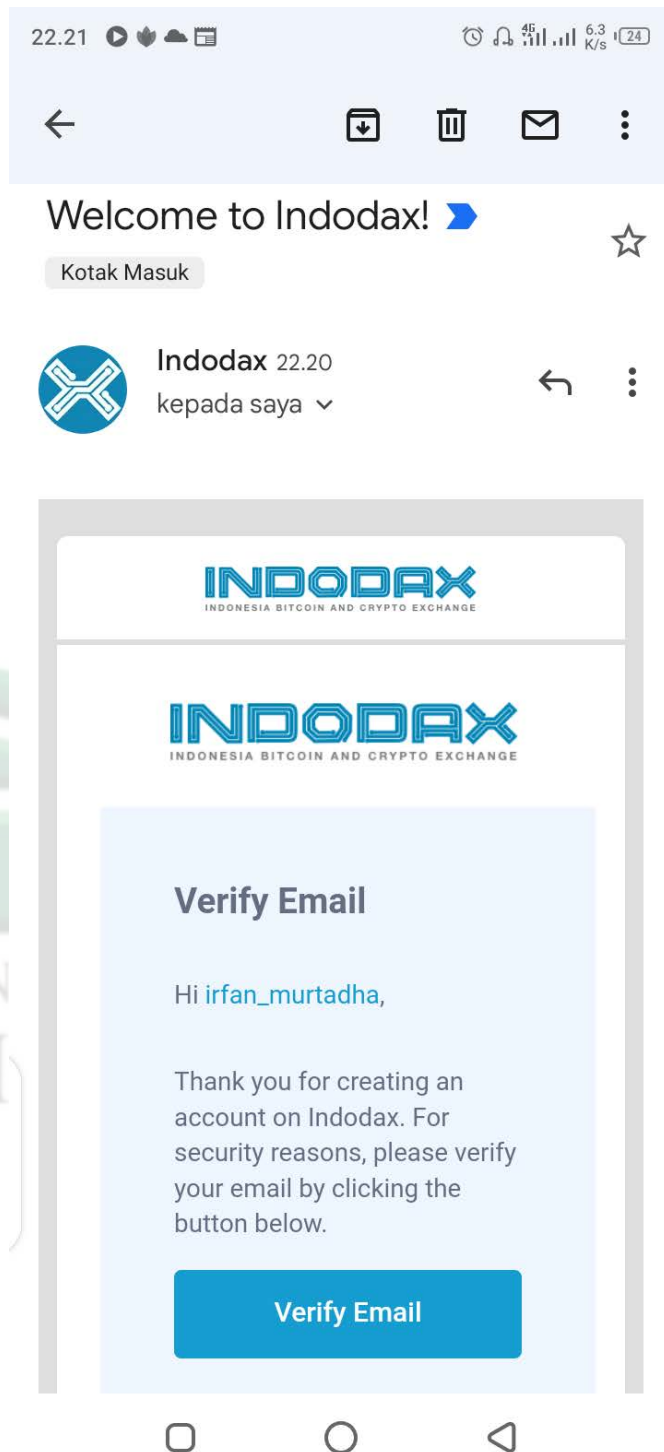 22.21 4G 6.3 K/s 24
Welcome to Indodax!
Kotak Masuk
Indodax 22.20
kepada saya
INDODAX
INDONESIA BITCOIN AND CRYPTO EXCHANGE
INDODAX
INDONESIA BITCOIN AND CRYPTO EXCHANGE
Verify Email
Hi irfan_murtadha,
Thank you for creating an
account on Indodax. For
security reasons, please verify
your email by clicking the
button below.
Verify Email